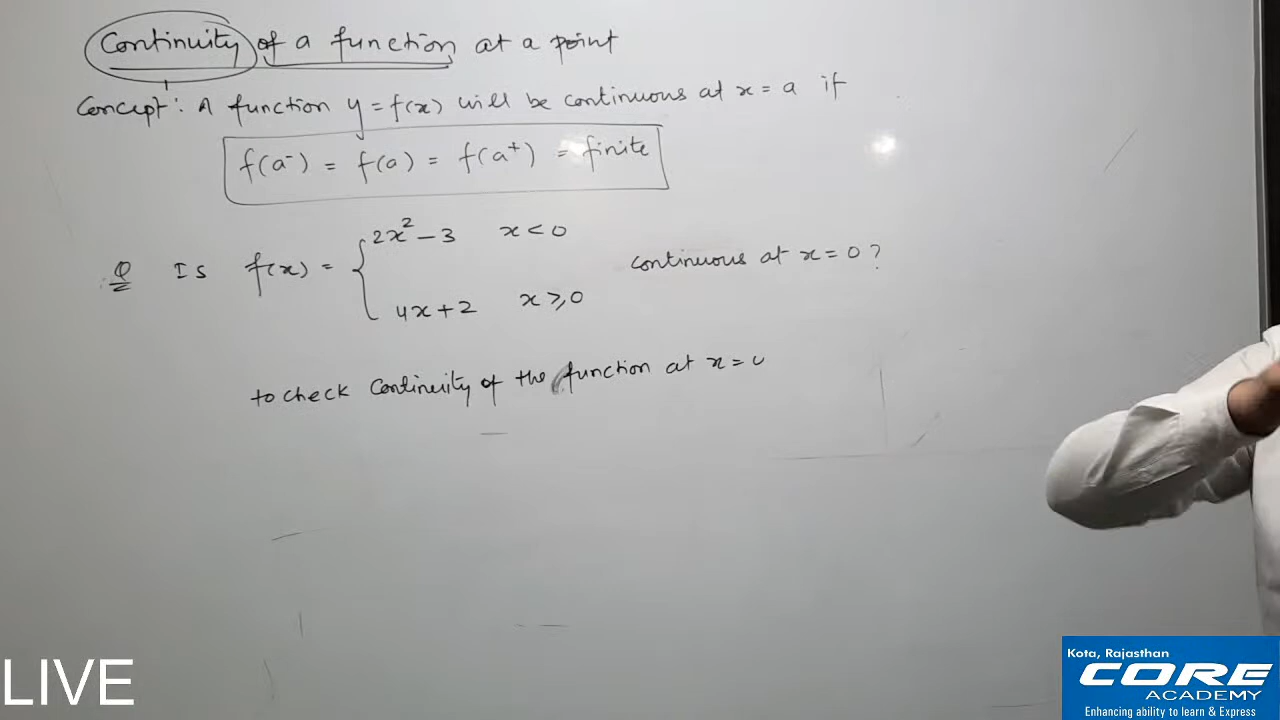 Continuity of a function at a point
Concept: A function y = f(x) will be continuous at x = a if
f(a⁻) = f(a) = f(a⁺) = finite
Q Is f(x) = { 2x² - 3 x < 0
continuous at x = 0 ?
4x + 2 x ≥ 0
to check Continuity of the function at x = 0
LIVE
Kota, Rajasthan
CORE
ACADEMY
Enhancing ability to learn & Express